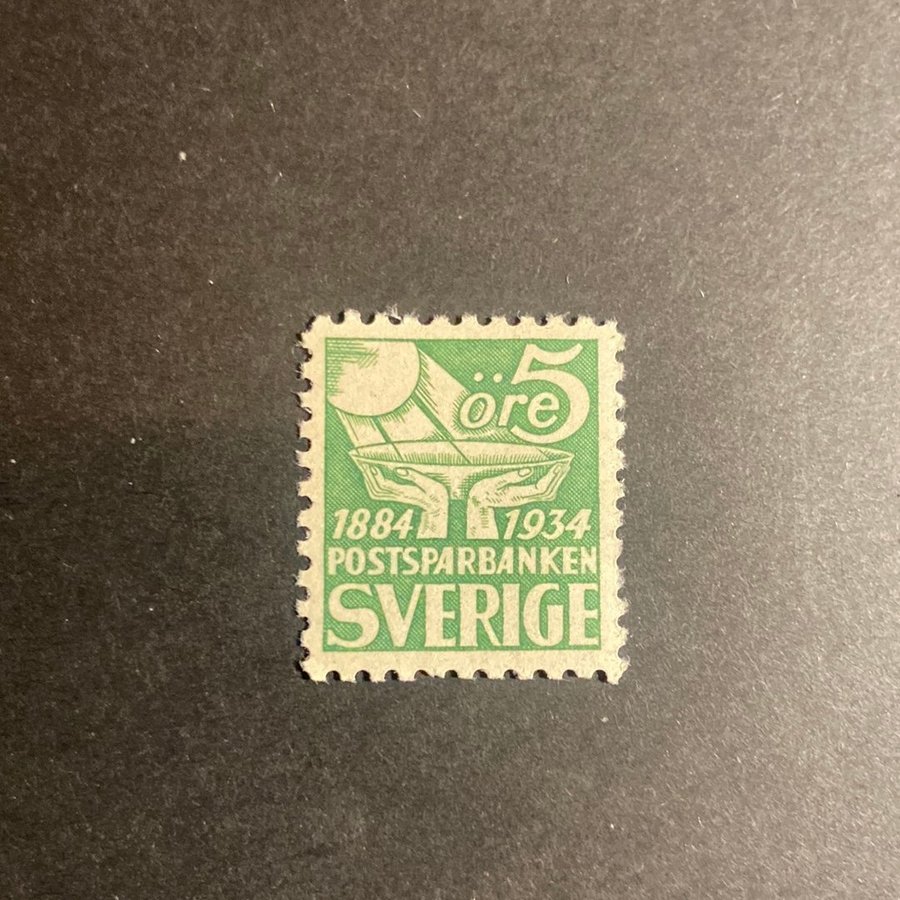 öre 5
1884 1934
POSTSPARBANKEN
SVERIGE